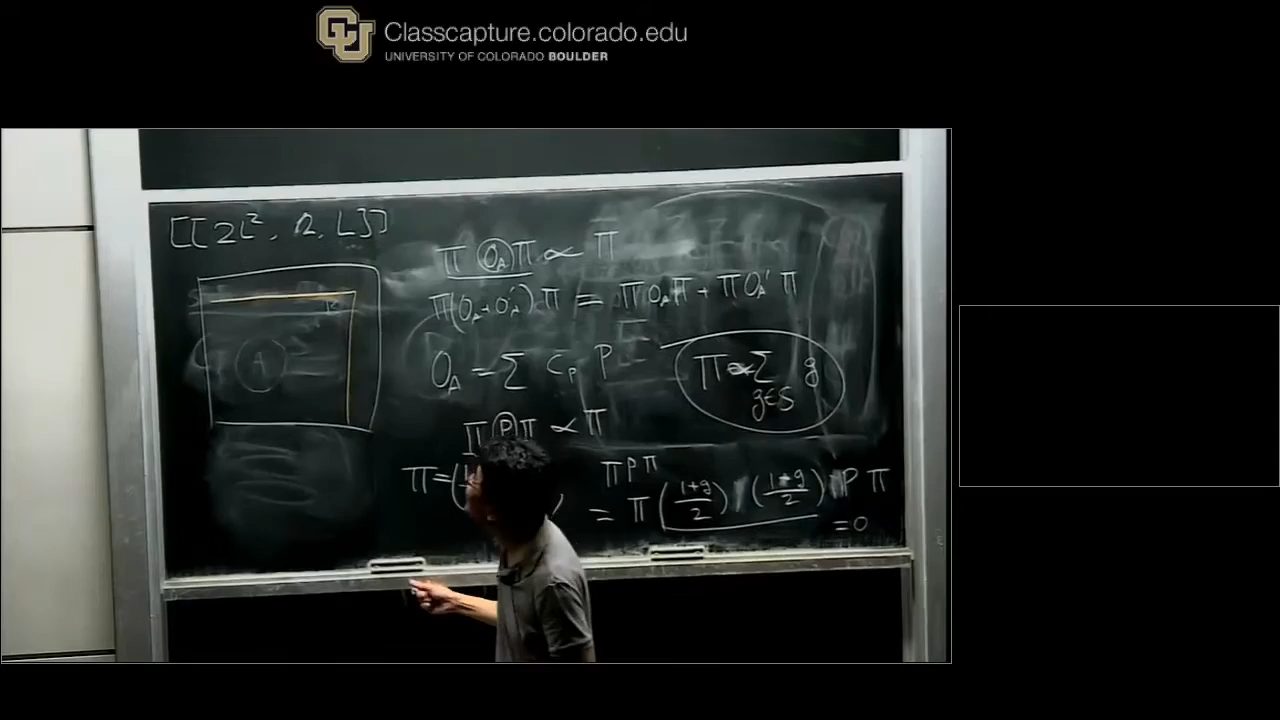 Classcapture.colorado.edu
UNIVERSITY OF COLORADO BOULDER
[[2L², 2, L]]
A
Π O_A Π ∝ Π
Π(O_A + O_A') Π = Π O_A Π + Π O_A' Π
O_A = Σ C_P P
Π ∝ Σ_{g∈S} g
Π P Π ∝ Π
Π = (
Π P Π
= Π ((1+g)/2) ((1+g)/2) P Π
= 0